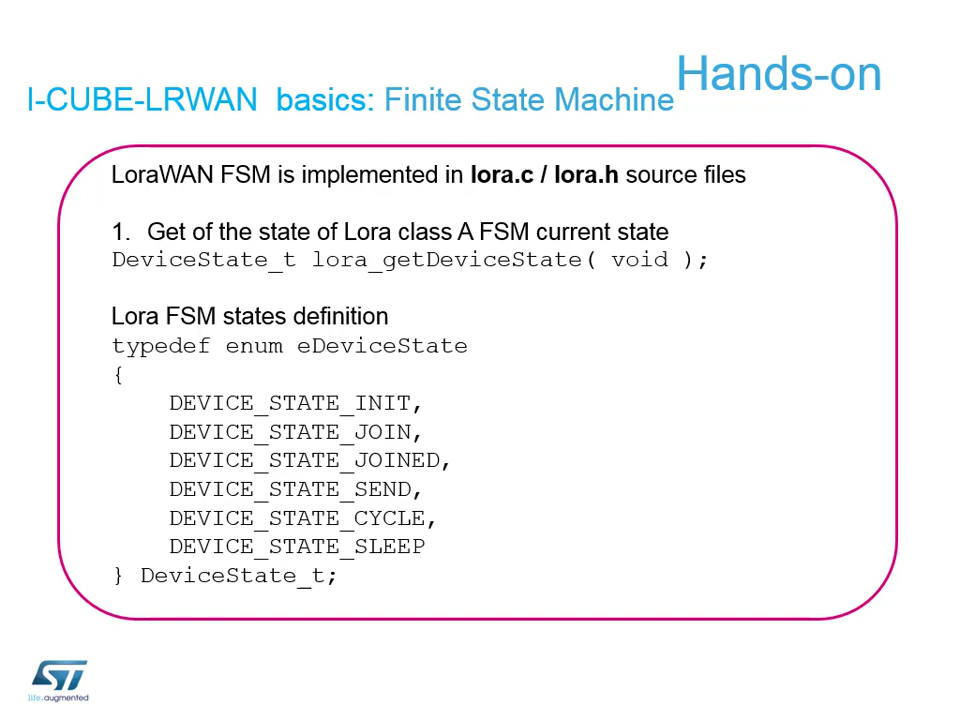 Hands-on
I-CUBE-LRWAN basics: Finite State Machine
LoraWAN FSM is implemented in lora.c / lora.h source files
1. Get of the state of Lora class A FSM current state
DeviceState_t lora_getDeviceState( void );
Lora FSM states definition
typedef enum eDeviceState
{
DEVICE_STATE_INIT,
DEVICE_STATE_JOIN,
DEVICE_STATE_JOINED,
DEVICE_STATE_SEND,
DEVICE_STATE_CYCLE,
DEVICE_STATE_SLEEP
} DeviceState_t;
ST
life.augmented